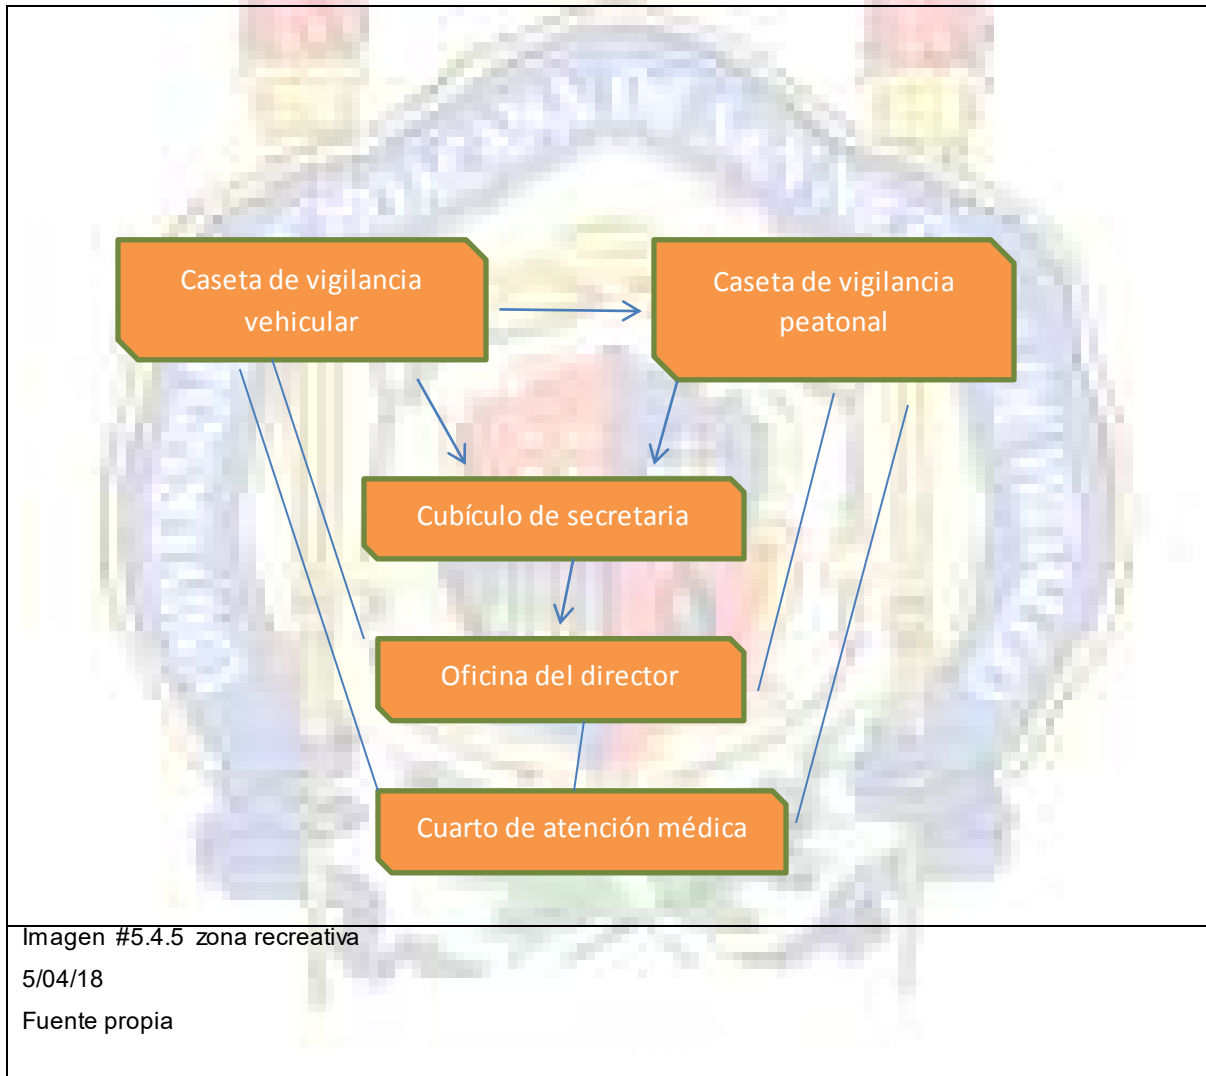 Caseta de vigilancia
vehicular
Caseta de vigilancia
peatonal
Cubículo de secretaria
Oficina del director
Cuarto de atención médica
Imagen #5.4.5 zona recreativa
5/04/18
Fuente propia